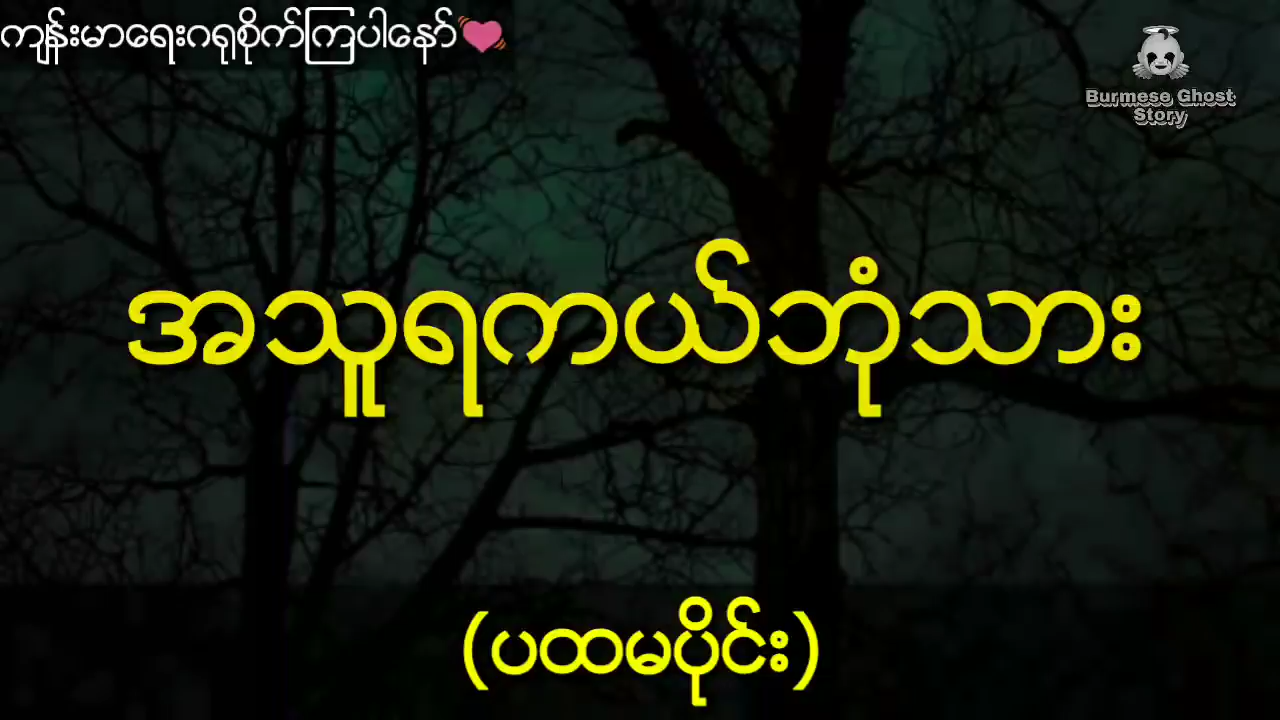 ကျန်းမာရေးဂရုစိုက်ကြပါနော်💓
Burmese Ghost
Story
အသူရကယ်ဘုံသား
(ပထမပိုင်း)